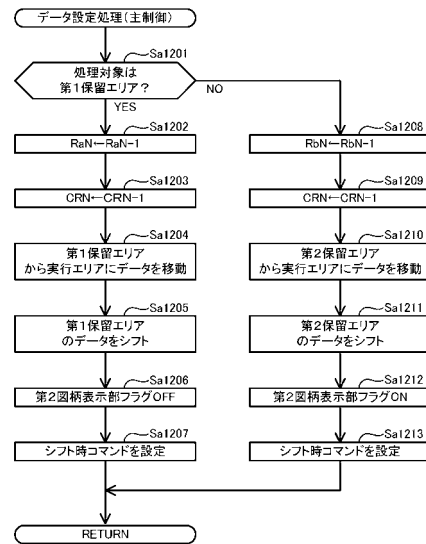 データ設定処理(主制御)
Sa1201
処理対象は
第1保留エリア?
NO
YES
Sa1202
RaN←RaN-1
Sa1203
CRN←CRN-1
Sa1204
第1保留エリア
から実行エリアにデータを移動
Sa1205
第1保留エリア
のデータをシフト
Sa1206
第2図柄表示部フラグOFF
Sa1207
シフト時コマンドを設定
Sa1208
RbN←RbN-1
Sa1209
CRN←CRN-1
Sa1210
第2保留エリア
から実行エリアにデータを移動
Sa1211
第2保留エリア
のデータをシフト
Sa1212
第2図柄表示部フラグON
Sa1213
シフト時コマンドを設定
RETURN